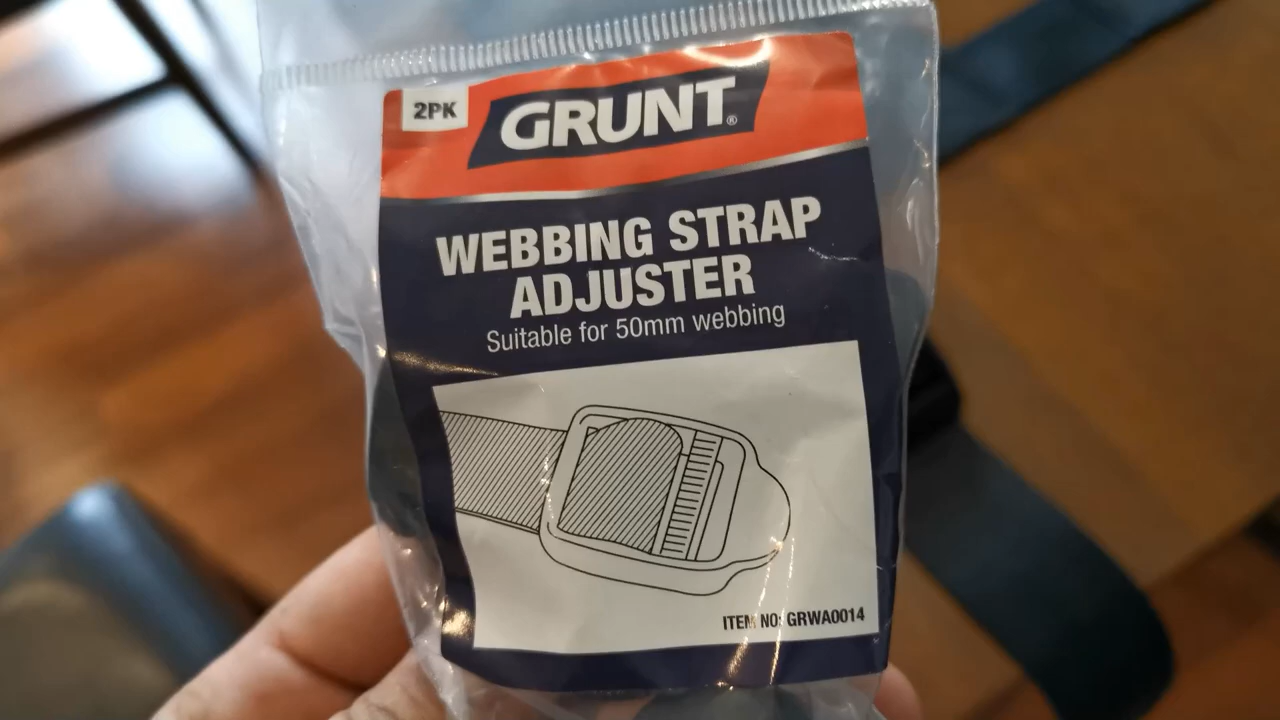 2PK
GRUNT®
WEBBING STRAP
ADJUSTER
Suitable for 50mm webbing
ITEM NO: GRWA0014